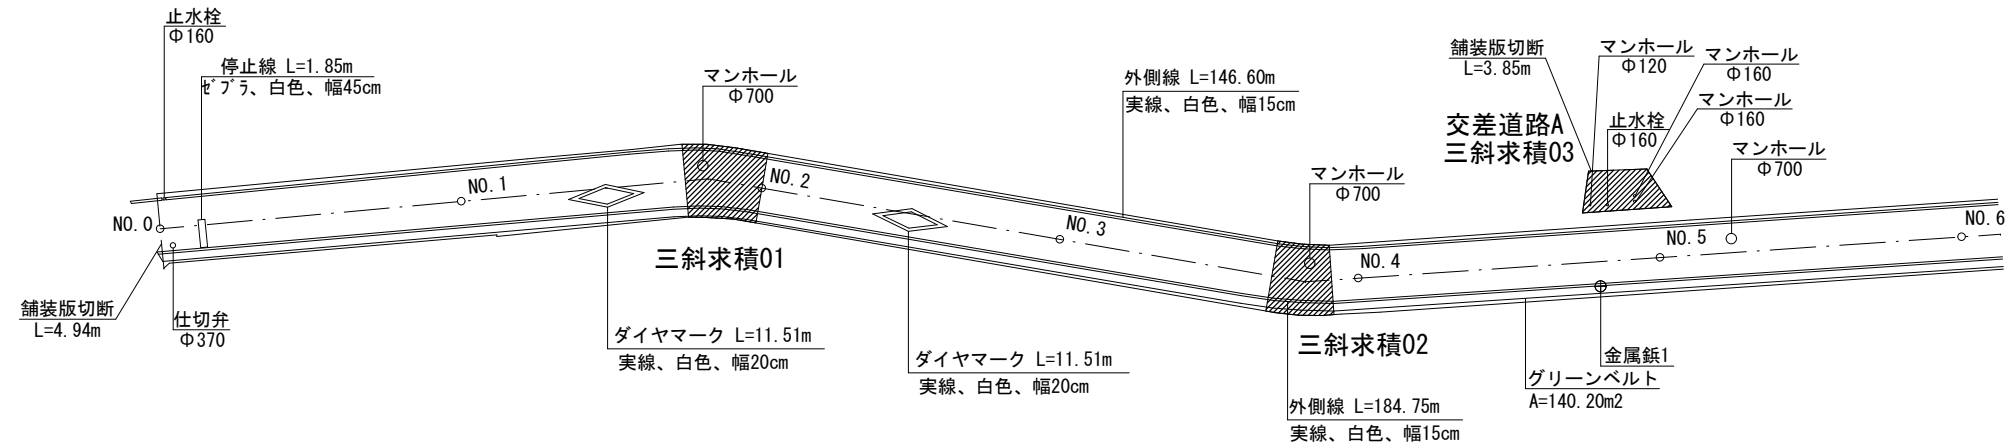 止水栓
Φ160
停止線 L=1.85m
ｾﾞﾌﾞﾗ、白色、幅45cm
マンホール
Φ700
外側線 L=146.60m
実線、白色、幅15cm
舗装版切断
L=3.85m
マンホール
Φ120
マンホール
Φ160
マンホール
Φ160
止水栓
Φ160
交差道路A
三斜求積03
マンホール
Φ700
マンホール
Φ700
NO.0
NO.1
NO.2
NO.3
NO.4
NO.5
NO.6
三斜求積01
三斜求積02
舗装版切断
L=4.94m
仕切弁
Φ370
ダイヤマーク L=11.51m
実線、白色、幅20cm
ダイヤマーク L=11.51m
実線、白色、幅20cm
金属鋲1
グリーンベルト
A=140.20m2
外側線 L=184.75m
実線、白色、幅15cm